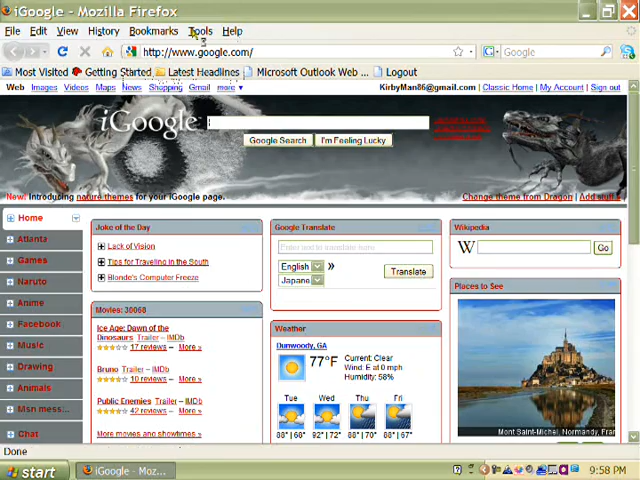 iGoogle - Mozilla Firefox
File Edit View History Bookmarks Tools Help
http://www.google.com/
Google
Most Visited Getting Started Latest Headlines Microsoft Outlook Web ... Logout
Web Images Videos Maps News Shopping Gmail more ▼
KirbyMan86@gmail.com | Classic Home | My Account | Sign out
iGoogle
Google Search I'm Feeling Lucky
New! Introducing nature themes for your iGoogle page.
Change theme from Dragon | Add stuff
Home
Atlanta
Games
Naruto
Anime
Facebook
Music
Drawing
Animals
Msn mess...
Chat
Joke of the Day
Lack of Vision
Tips for Traveling in the South
Blonde's Computer Freeze
Movies: 30068
Ice Age: Dawn of the
Dinosaurs Trailer – IMDb
17 reviews – More »
Bruno Trailer – IMDb
10 reviews – More »
Public Enemies Trailer – IMDb
42 reviews – More »
More movies and showtimes »
Google Translate
Enter text to translate here
English »
Japane
Translate
Weather
Dunwoody, GA
77°F
Current: Clear
Wind: E at 0 mph
Humidity: 58%
Tue Wed Thu Fri
88° | 68° 92° | 72° 88° | 70° 88° | 67°
Wikipedia
W Go
Places to See
Mont Saint-Michel, Normandy, Fran
Done
start iGoogle - Moz...
9:58 PM